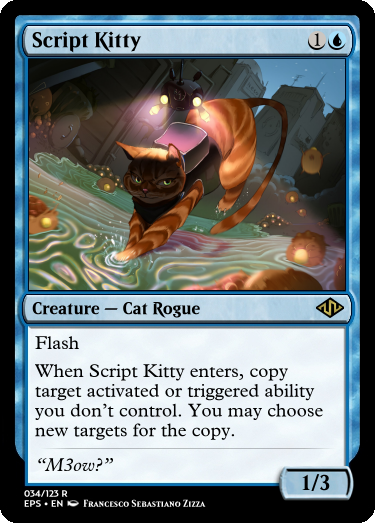 Script Kitty 1
Creature — Cat Rogue
Flash
When Script Kitty enters, copy
target activated or triggered ability
you don't control. You may choose
new targets for the copy.
“M3ow?”
1/3
034/123 R
EPS • EN Francesco Sebastiano Zizza